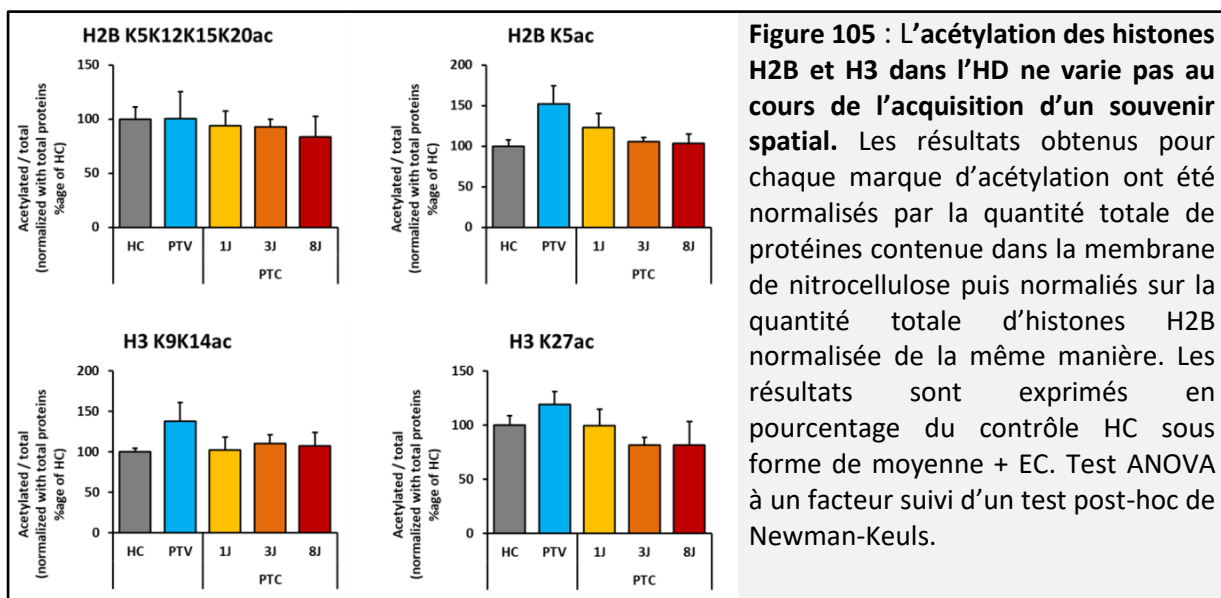 H2B K5K12K15K20ac
Acetylated / total
(normalized with total proteins
%age of HC)
150
100
50
0
HC PTV 1J 3J 8J
PTC
H2B K5ac
Acetylated / total
(normalized with total proteins
%age of HC)
200
150
100
50
0
HC PTV 1J 3J 8J
PTC
H3 K9K14ac
Acetylated / total
(normalized with total proteins
%age of HC)
200
150
100
50
0
HC PTV 1J 3J 8J
PTC
H3 K27ac
Acetylated / total
(normalized with total proteins
%age of HC)
150
100
50
0
HC PTV 1J 3J 8J
PTC
Figure 105 : L'acétylation des histones
H2B et H3 dans l'HD ne varie pas au
cours de l'acquisition d'un souvenir
spatial. Les résultats obtenus pour
chaque marque d'acétylation ont été
normalisés par la quantité totale de
protéines contenue dans la membrane
de nitrocellulose puis normaliés sur la
quantité totale d'histones H2B
normalisée de la même manière. Les
résultats sont exprimés en
pourcentage du contrôle HC sous
forme de moyenne + EC. Test ANOVA
à un facteur suivi d'un test post-hoc de
Newman-Keuls.